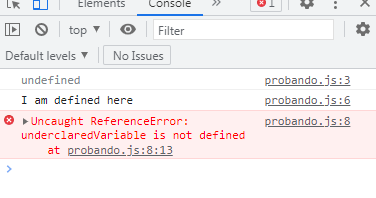 Elements Console » 1
top Filter
Default levels No Issues
undefined probando.js:3
I am defined here probando.js:6
Uncaught ReferenceError: probando.js:8
underclaredVariable is not defined
at probando.js:8:13